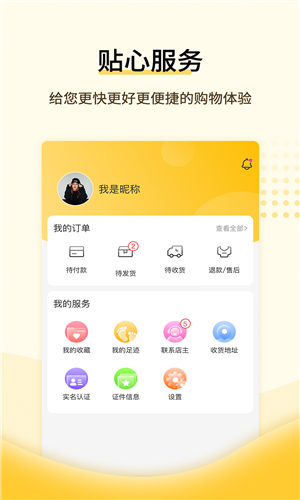 贴心服务
给您更快更好更便捷的购物体验
我是昵称
我的订单 查看全部>
2
待付款 待发货 待收货 退款/售后
我的服务
5
我的收藏 我的足迹 联系店主 收货地址
实名认证 证件信息 设置